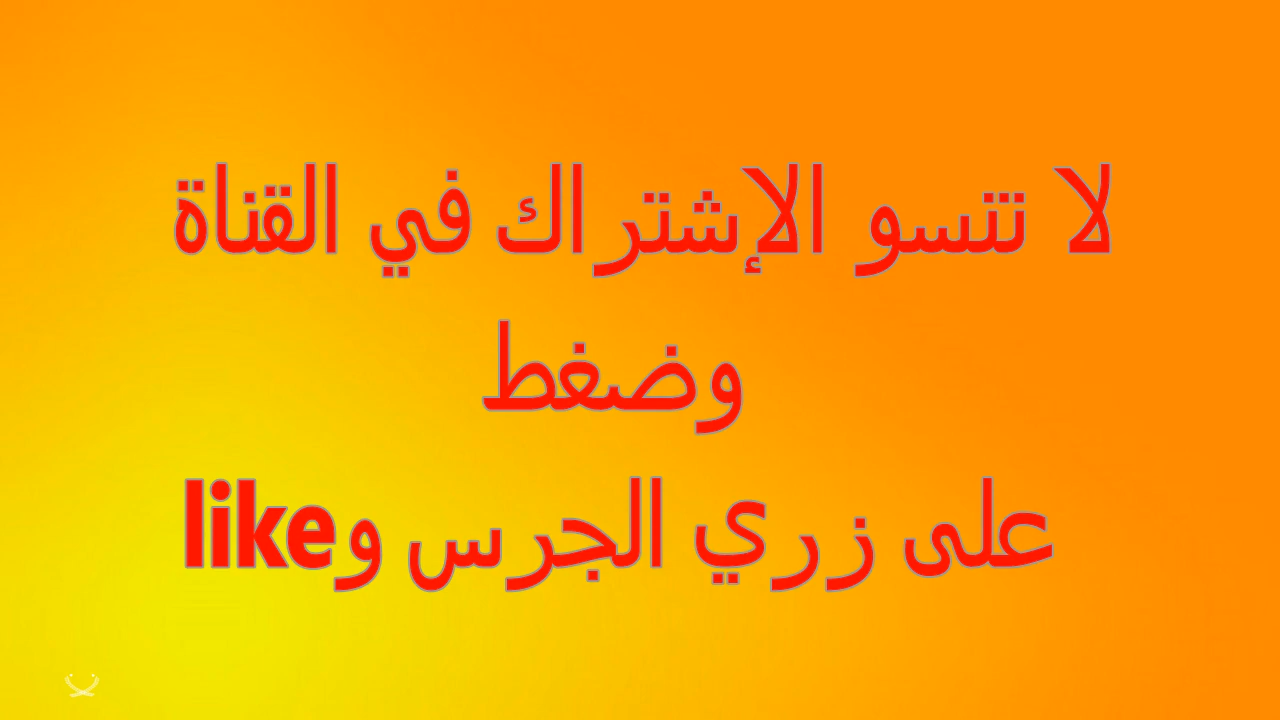 لا تتسو الإشتراك في القناة
وضغط
على زري الجرس وlike